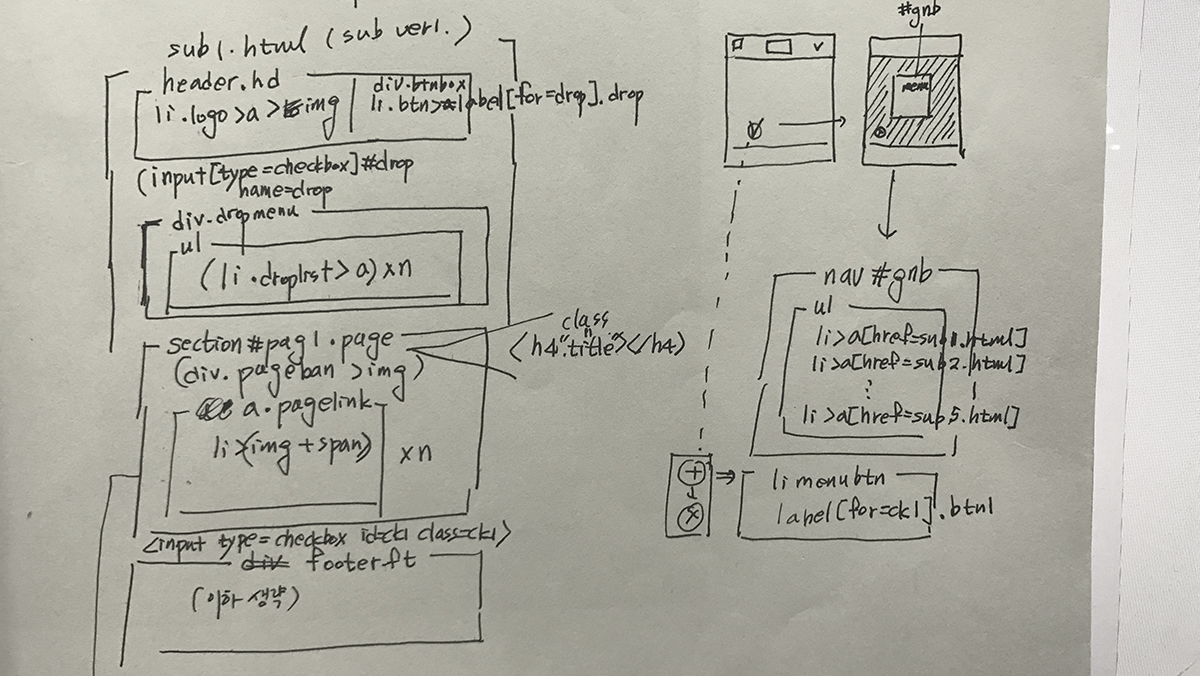 sub1.html (sub ver1.)
header.hd
li.logo>a>img
div.btnbox
li.btn>label[for=drop].drop
(input[type=checkbox]#drop
name=drop
div.dropmenu
ul
(li.droplist>a)×n
section#pag1.page
(div.pageban>img)
class
<h4"title"></h4>
a.pagelink
li>(img+span)
×n
<input type=checkbox id=ck1 class=ck1>
div footer.ft
(이하 생략)
#gnb
menu
nav #gnb
ul
li>a[href=sub1.html]
li>a[href=sub2.html]
⋮
li>a[href=sub5.html]
+ ⇒
×
li menubtn
label[for=ck1].btn1